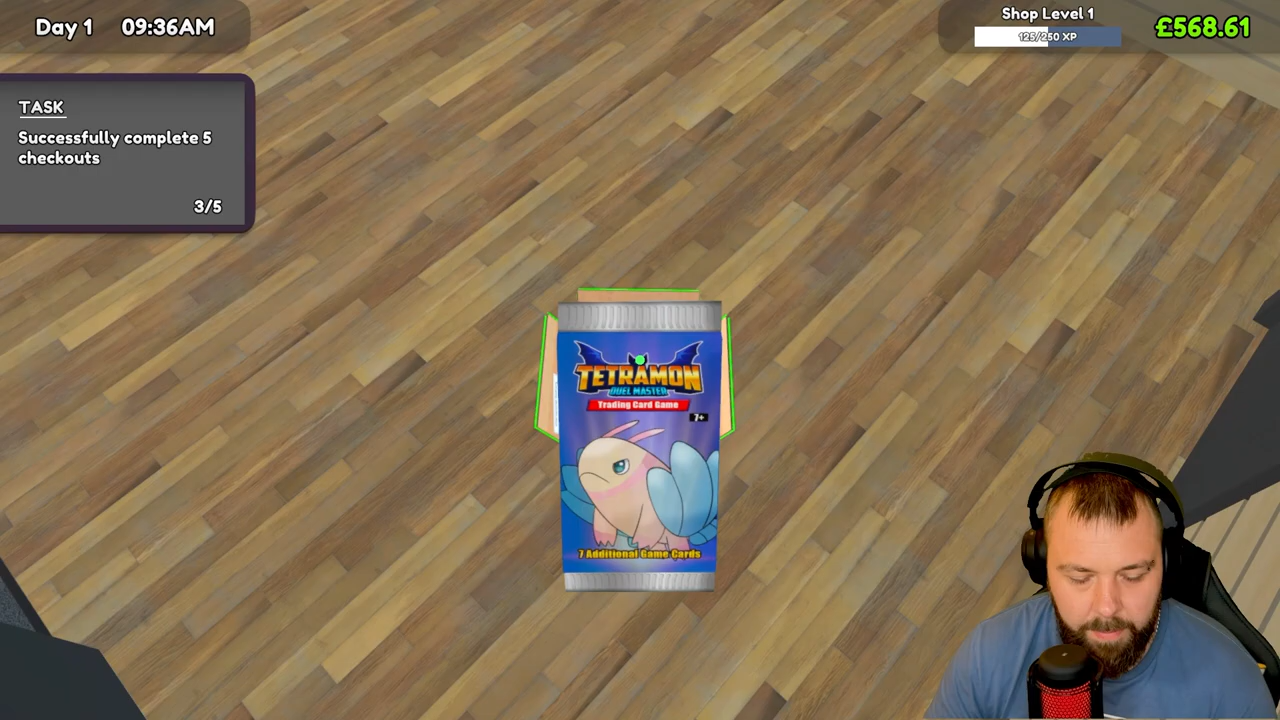 Day 1 09:36AM
Shop Level 1
125/250 XP
£568.61
TASK
Successfully complete 5
checkouts
3/5
TETRAMON
DUEL MASTER
Trading Card Game
7+
7 Additional Game Cards